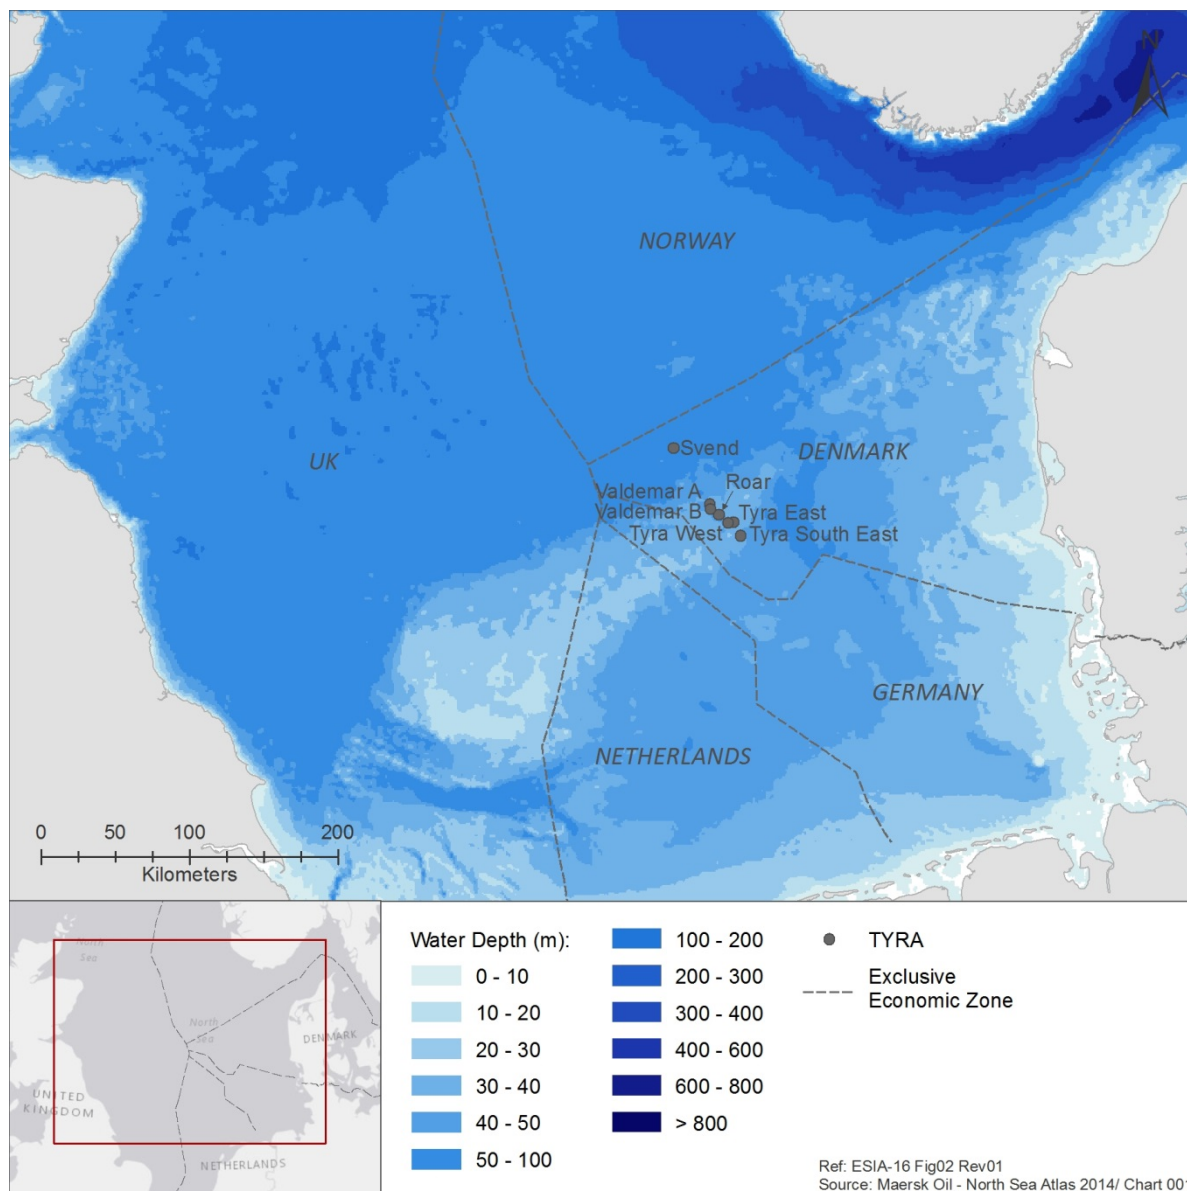 N
NORWAY
UK
Svend
DENMARK
Valdemar A
Roar
Valdemar B
Tyra East
Tyra West
Tyra South East
GERMANY
NETHERLANDS
0 50 100 200
Kilometers
North
Sea
North
Sea
DENMARK
UNITED
KINGDOM
NETHERLANDS
Water Depth (m):
0 - 10
10 - 20
20 - 30
30 - 40
40 - 50
50 - 100
100 - 200
200 - 300
300 - 400
400 - 600
600 - 800
> 800
TYRA
Exclusive
Economic Zone
Ref: ESIA-16 Fig02 Rev01
Source: Maersk Oil - North Sea Atlas 2014/ Chart 001